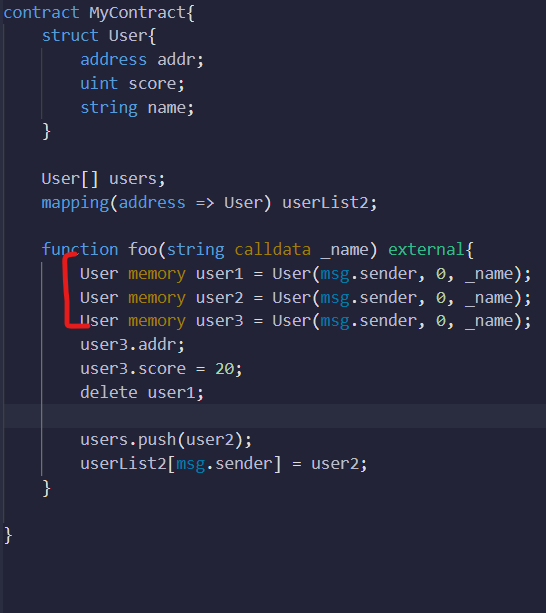 contract MyContract{
struct User{
address addr;
uint score;
string name;
}
User[] users;
mapping(address => User) userList2;
function foo(string calldata _name) external{
User memory user1 = User(msg.sender, 0, _name);
User memory user2 = User(msg.sender, 0, _name);
User memory user3 = User(msg.sender, 0, _name);
user3.addr;
user3.score = 20;
delete user1;
users.push(user2);
userList2[msg.sender] = user2;
}
}